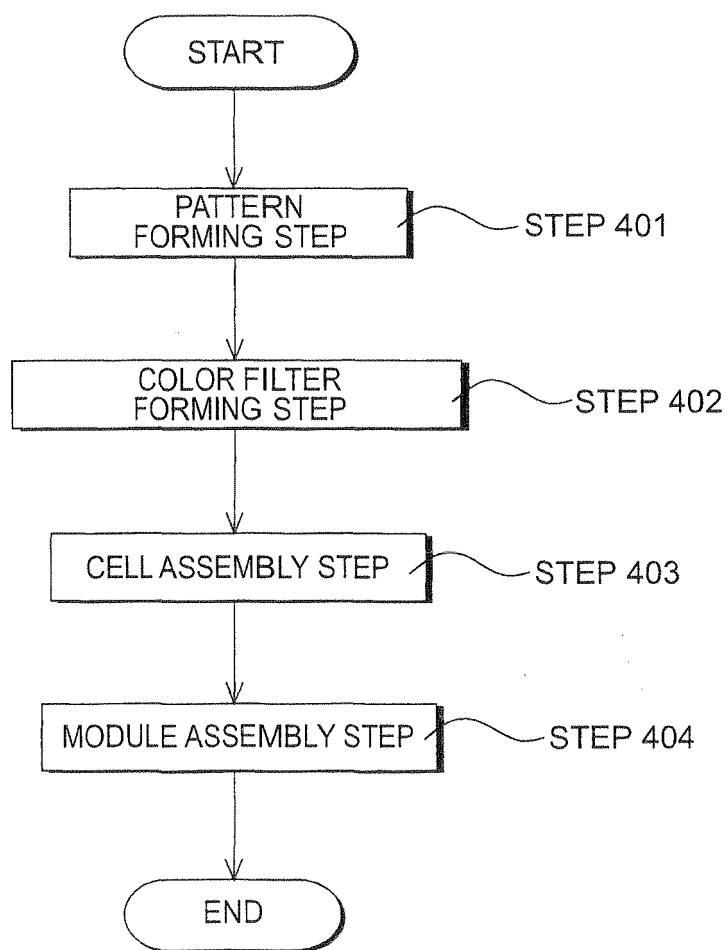 START
PATTERN
FORMING STEP
STEP 401
COLOR FILTER
FORMING STEP
STEP 402
CELL ASSEMBLY STEP
STEP 403
MODULE ASSEMBLY STEP
STEP 404
END